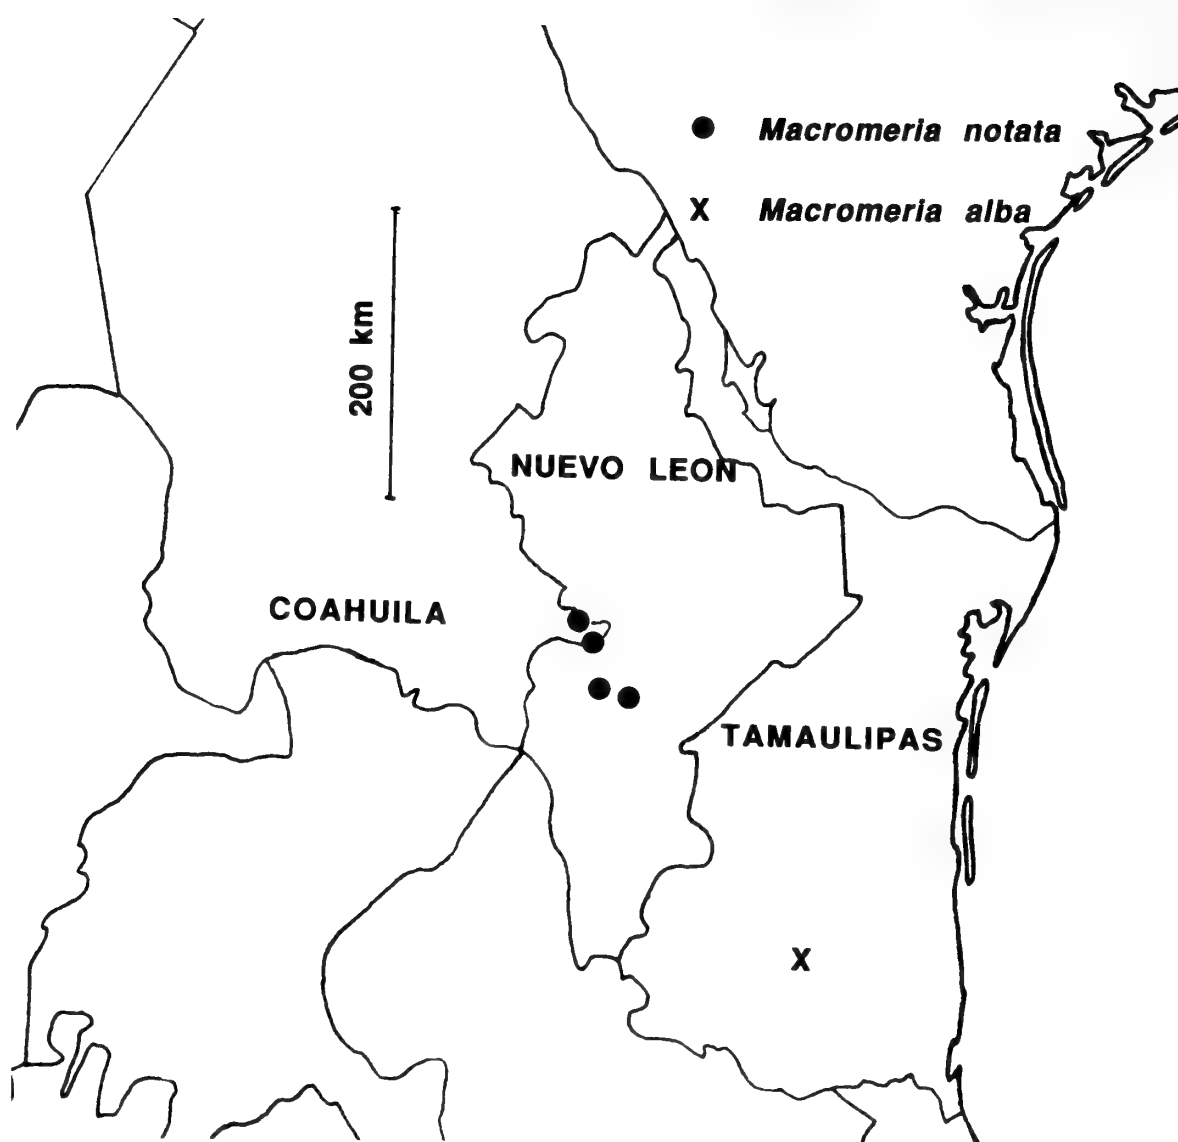 Macromeria notata
X Macromeria alba
200 km
NUEVO LEON
COAHUILA
TAMAULIPAS
X